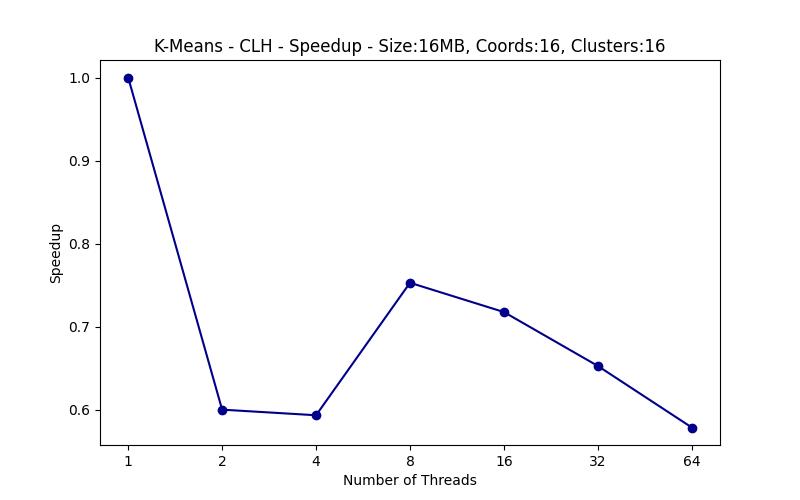 K-Means - CLH - Speedup - Size:16MB, Coords:16, Clusters:16
1.0
0.9
0.8
0.7
0.6
Speedup
1 2 4 8 16 32 64
Number of Threads